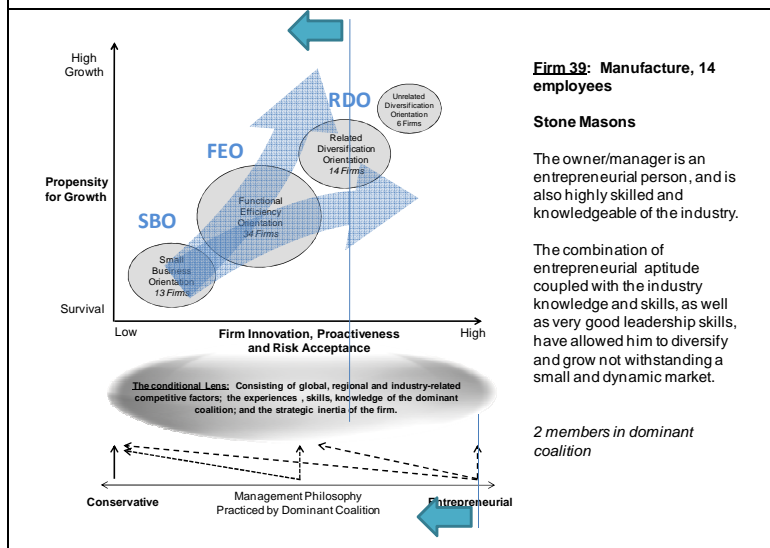 High
Growth
Propensity
for Growth
Survival
SBO
FEO
RDO
Small
Business
Orientation
13 Firms
Functional
Efficiency
Orientation
34 Firms
Related
Diversification
Orientation
14 Firms
Unrelated
Diversification
Orientation
6 Firms
Low
Firm Innovation, Proactiveness
and Risk Acceptance
High
The conditional Lens: Consisting of global, regional and industry-related
competitive factors; the experiences , skills, knowledge of the dominant
coalition; and the strategic inertia of the firm.
Conservative
Management Philosophy
Practiced by Dominant Coalition
Entrepreneurial
Firm 39: Manufacture, 14
employees
Stone Masons
The owner/manager is an
entrepreneurial person, and is
also highly skilled and
knowledgeable of the industry.
The combination of
entrepreneurial aptitude
coupled with the industry
knowledge and skills, as well
as very good leadership skills,
have allowed him to diversify
and grow not withstanding a
small and dynamic market.
2 members in dominant
coalition